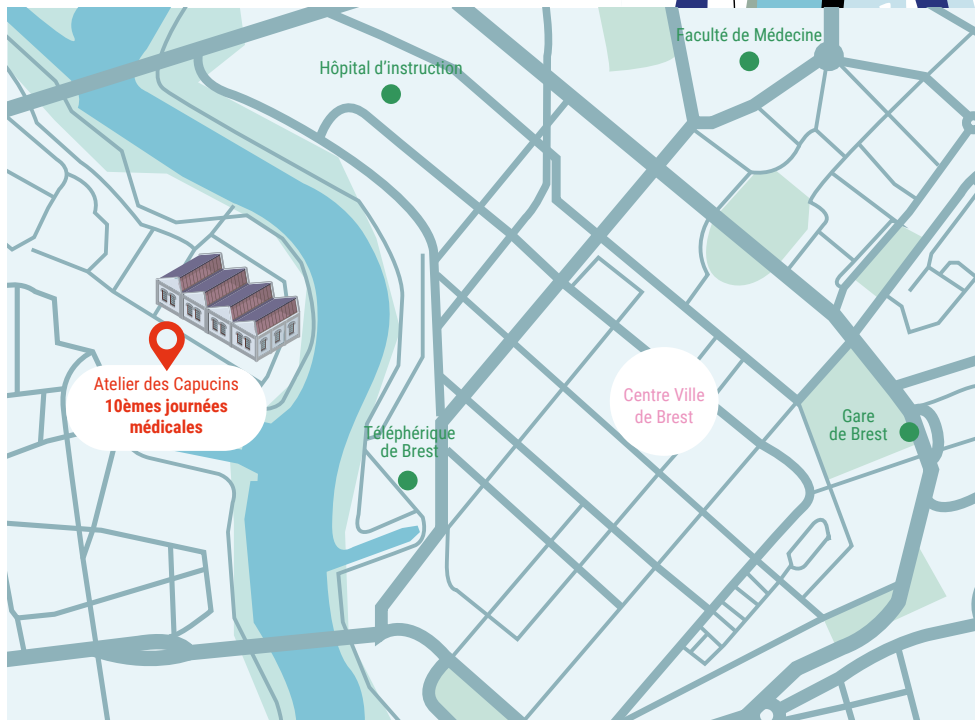 Faculté de Médecine
Hôpital d'instruction
Atelier des Capucins
10èmes journées
médicales
Centre Ville
de Brest
Téléphérique
de Brest
Gare
de Brest